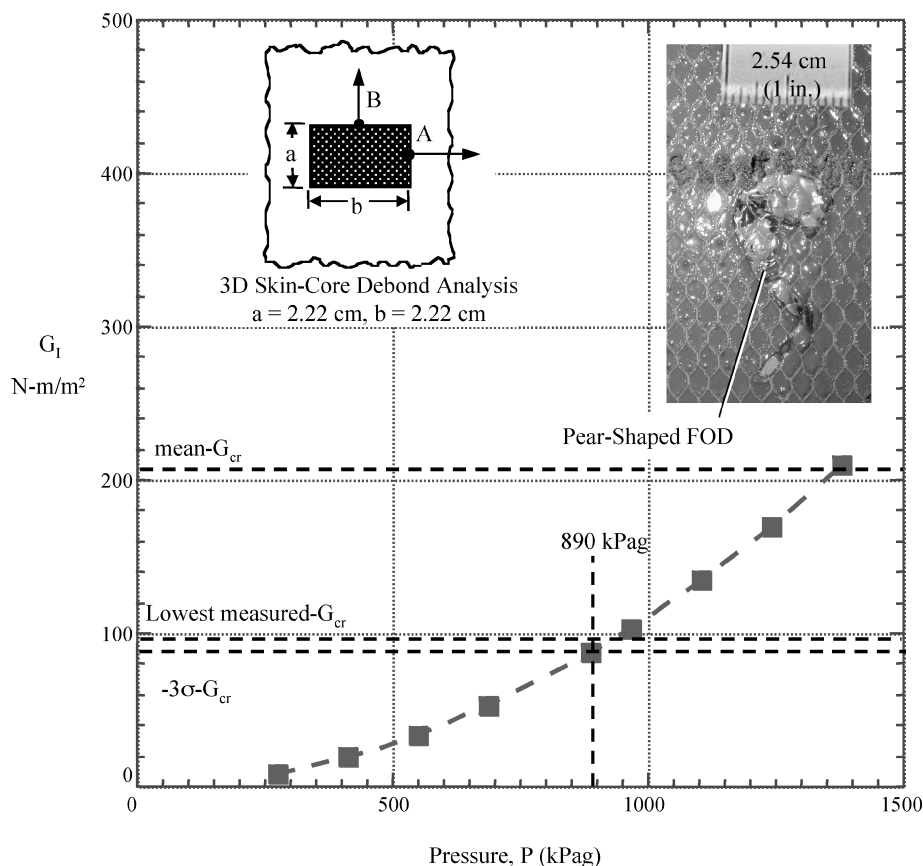 500
400
300
200
100
0
G_I
N-m/m²
B
A
a
b
3D Skin-Core Debond Analysis
a = 2.22 cm, b = 2.22 cm
2.54 cm
(1 in.)
Pear-Shaped FOD
mean-G_cr
890 kPag
Lowest measured-G_cr
-3σ-G_cr
0
500
1000
1500
Pressure, P (kPag)